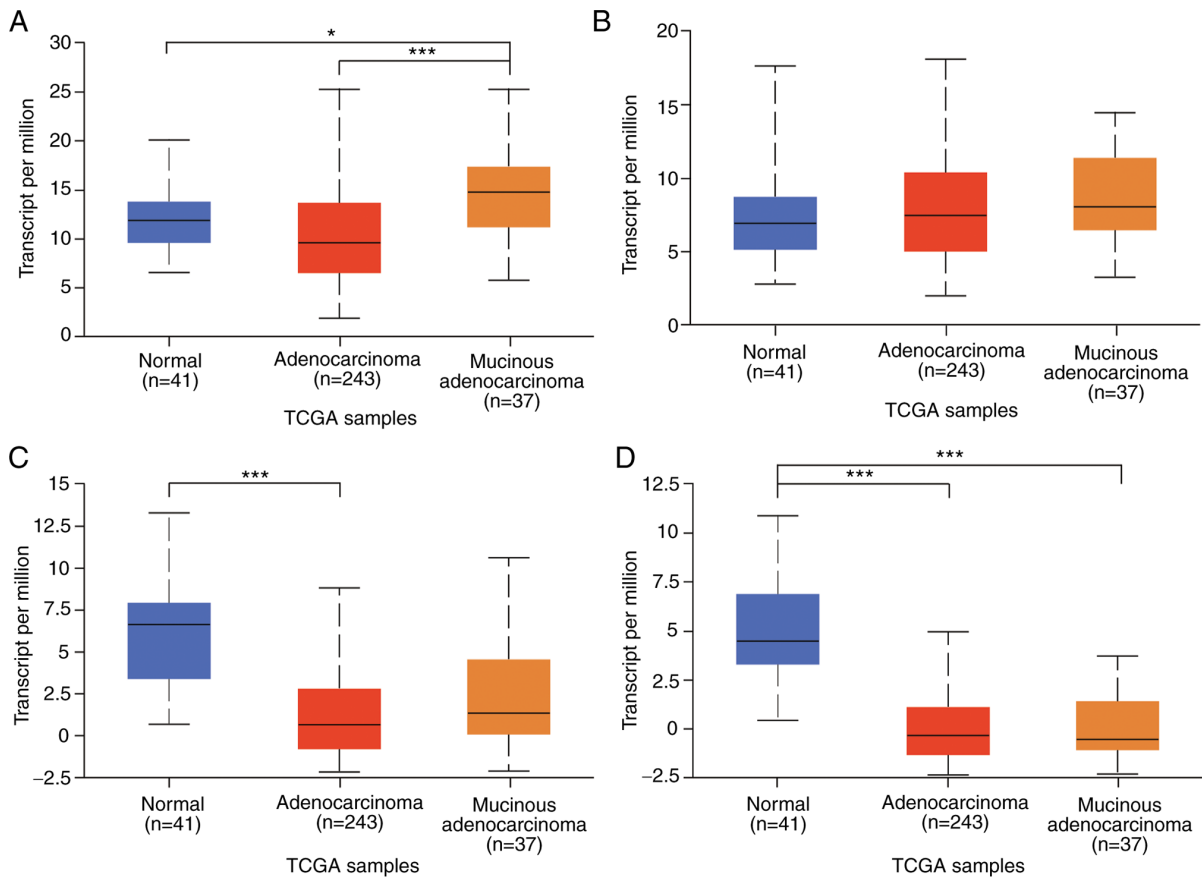 A
Transcript per million
30
25
20
15
10
5
0
*
***
Normal
(n=41)
Adenocarcinoma
(n=243)
Mucinous
adenocarcinoma
(n=37)
TCGA samples
B
Transcript per million
20
15
10
5
0
Normal
(n=41)
Adenocarcinoma
(n=243)
Mucinous
adenocarcinoma
(n=37)
TCGA samples
C
Transcript per million
15
12.5
10
7.5
5
2.5
0
−2.5
***
Normal
(n=41)
Adenocarcinoma
(n=243)
Mucinous
adenocarcinoma
(n=37)
TCGA samples
D
Transcript per million
12.5
10
7.5
5
2.5
0
−2.5
***
***
Normal
(n=41)
Adenocarcinoma
(n=243)
Mucinous
adenocarcinoma
(n=37)
TCGA samples